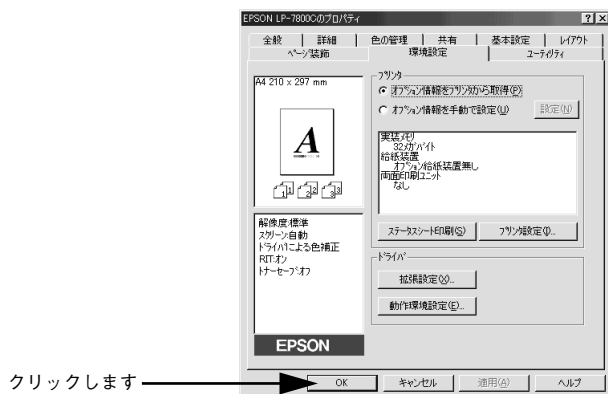 EPSON LP-7800Cのプロパティ
全般 詳細 色の管理 共有 基本設定 レイアウト
ページ装飾 環境設定 ユーティリティ
A4 210 x 297 mm
A
1 1 2 2 3 3
解像度:標準
スクリーン:自動
ドライバによる色補正
RIT:オン
トナーセーブ:オフ
EPSON
プリンタ
オプション情報をプリンタから取得(P)
オプション情報を手動で設定(U) 設定(N)
実装メモリ
32メガバイト
給紙装置
オプション給紙装置無し
両面印刷ユニット
なし
ステータスシート印刷(S) プリンタ設定(I)...
ドライバ
拡張設定(X)...
動作環境設定(E)...
クリックします
OK キャンセル 適用(A) ヘルプ